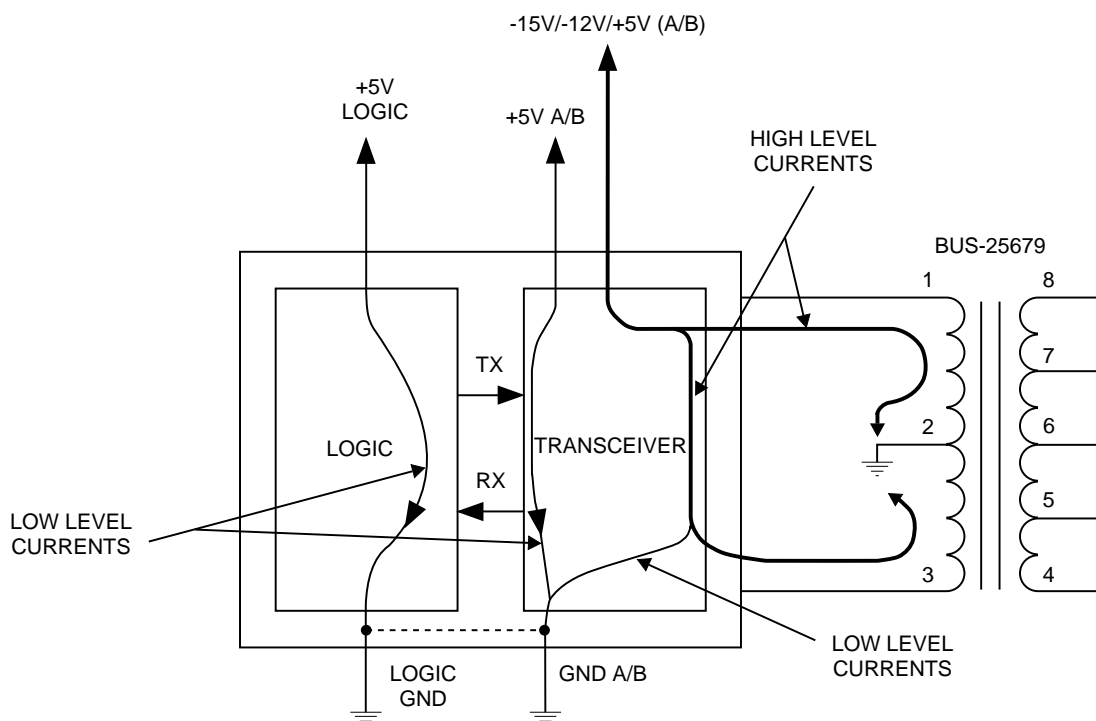 -15V/-12V/+5V (A/B)
+5V
LOGIC
+5V A/B
HIGH LEVEL
CURRENTS
BUS-25679
1
8
7
TX
2
6
LOGIC
TRANSCEIVER
RX
5
LOW LEVEL
CURRENTS
3
4
LOGIC
GND
GND A/B
LOW LEVEL
CURRENTS